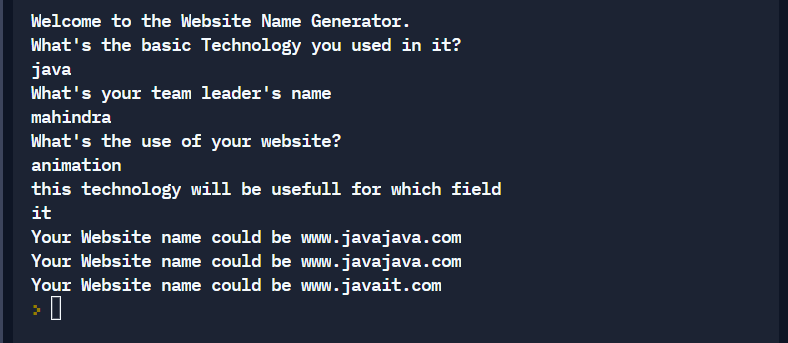 Welcome to the Website Name Generator.
What's the basic Technology you used in it?
java
What's your team leader's name
mahindra
What's the use of your website?
animation
this technology will be usefull for which field
it
Your Website name could be www.javajava.com
Your Website name could be www.javajava.com
Your Website name could be www.javait.com
>